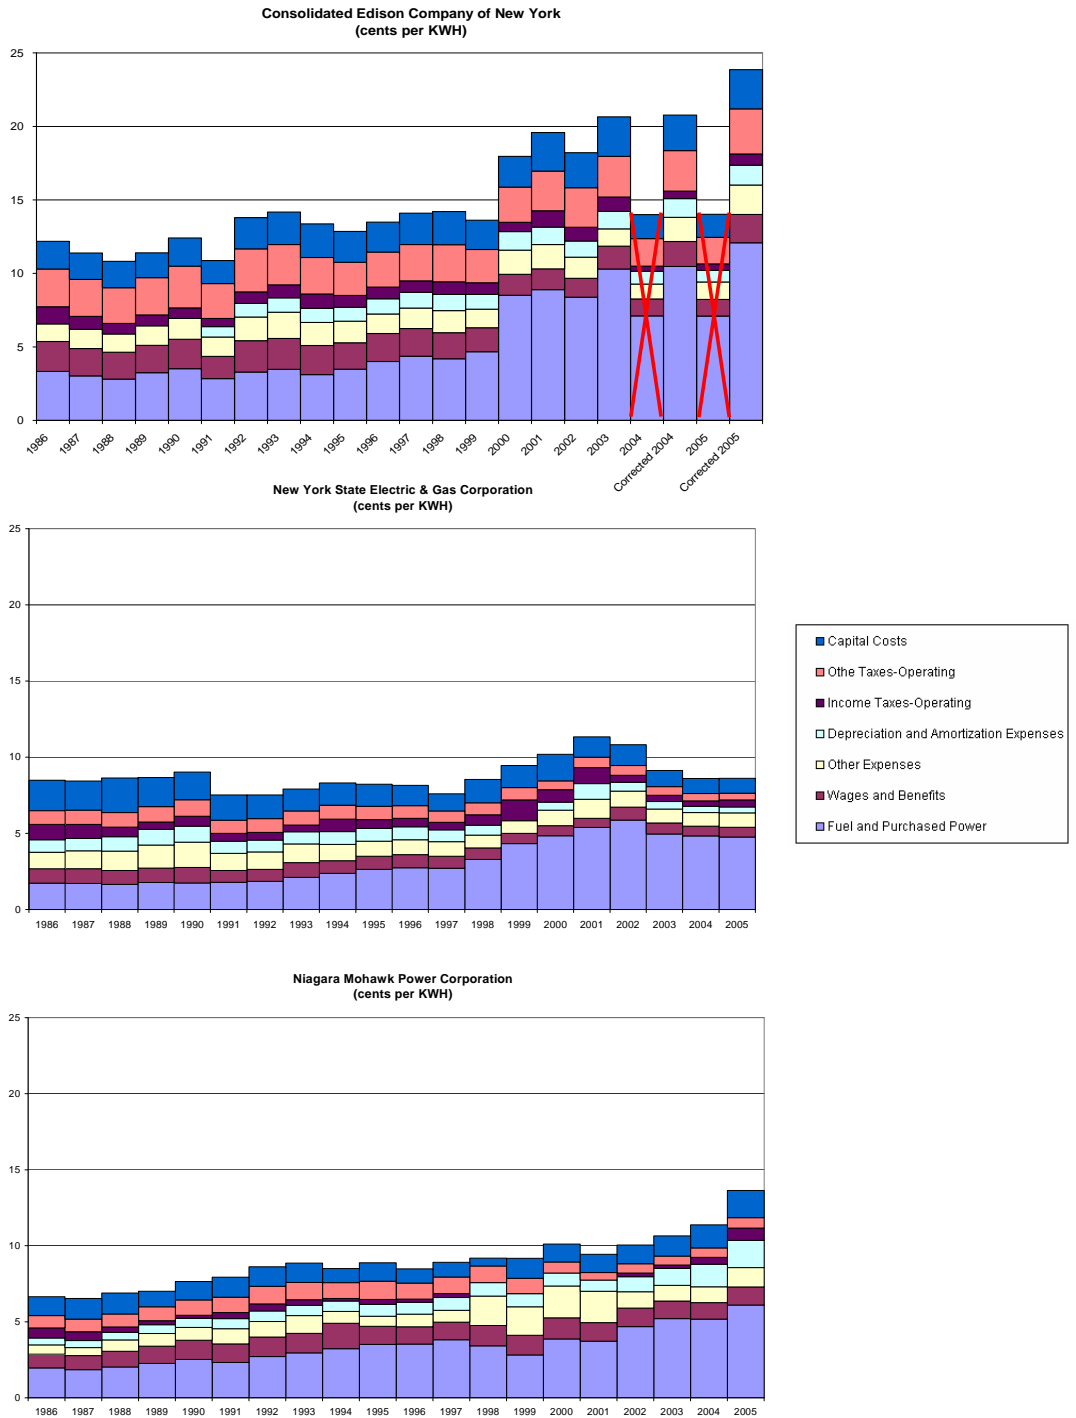 Consolidated Edison Company of New York
(cents per KWH)
25
20
15
10
5
0
1986 1987 1988 1989 1990 1991 1992 1993 1994 1995 1996 1997 1998 1999 2000 2001 2002 2003 2004 Corrected 2004 2005 Corrected 2005
New York State Electric & Gas Corporation
(cents per KWH)
25
20
15
10
5
0
1986 1987 1988 1989 1990 1991 1992 1993 1994 1995 1996 1997 1998 1999 2000 2001 2002 2003 2004 2005
Capital Costs
Othe Taxes-Operating
Income Taxes-Operating
Depreciation and Amortization Expenses
Other Expenses
Wages and Benefits
Fuel and Purchased Power
Niagara Mohawk Power Corporation
(cents per KWH)
25
20
15
10
5
0
1986 1987 1988 1989 1990 1991 1992 1993 1994 1995 1996 1997 1998 1999 2000 2001 2002 2003 2004 2005